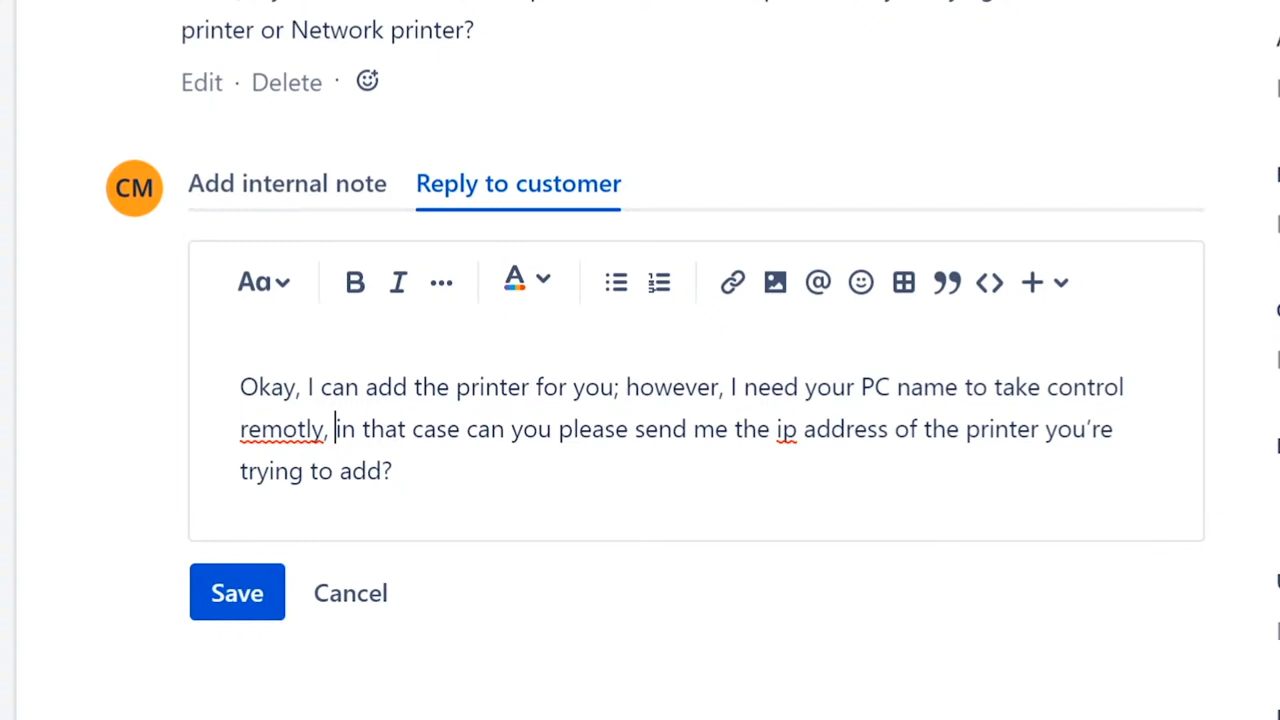 printer or Network printer?
Edit · Delete ·
CM Add internal note Reply to customer
Aa B I ••• A @ +
Okay, I can add the printer for you; however, I need your PC name to take control
remotly, in that case can you please send me the ip address of the printer you're
trying to add?
Save Cancel